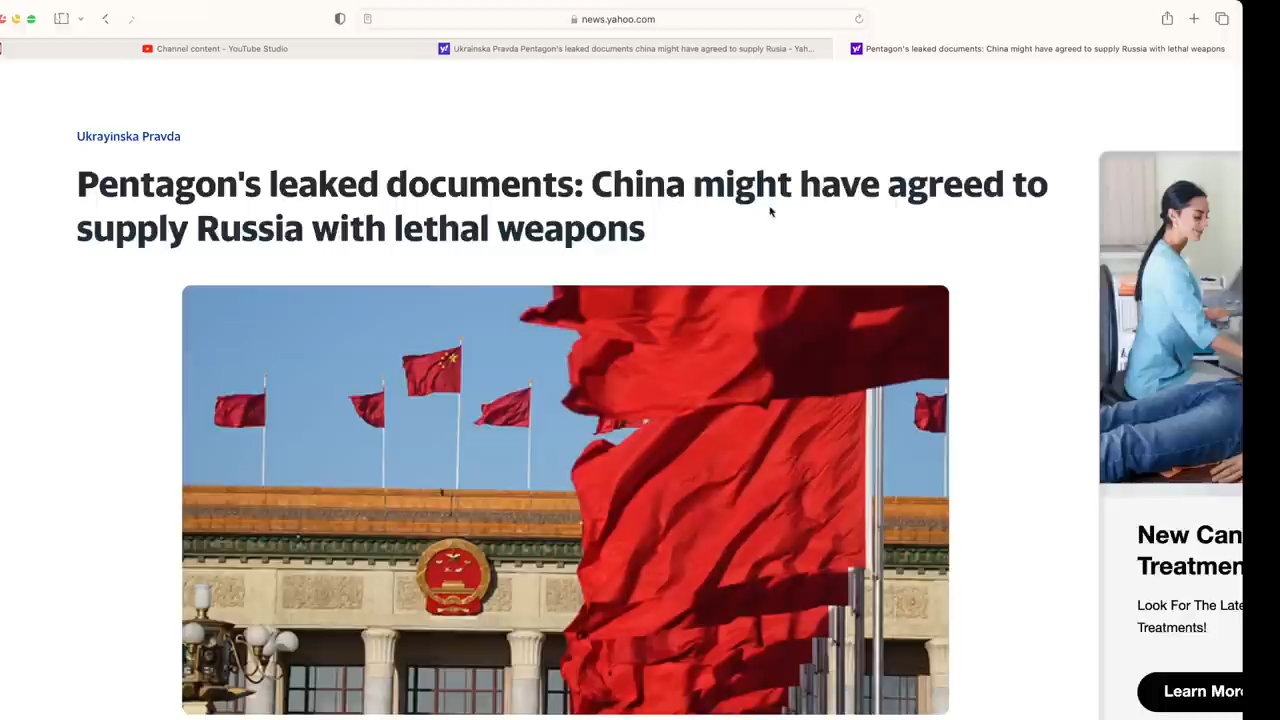 news.yahoo.com
Channel content - YouTube Studio
Ukrainska Pravda Pentagon's leaked documents china might have agreed to supply Rusia - Yah...
Pentagon's leaked documents: China might have agreed to supply Russia with lethal weapons
Ukrayinska Pravda
Pentagon's leaked documents: China might have agreed to
supply Russia with lethal weapons
New Can
Treatmen
Look For The Late
Treatments!
Learn More